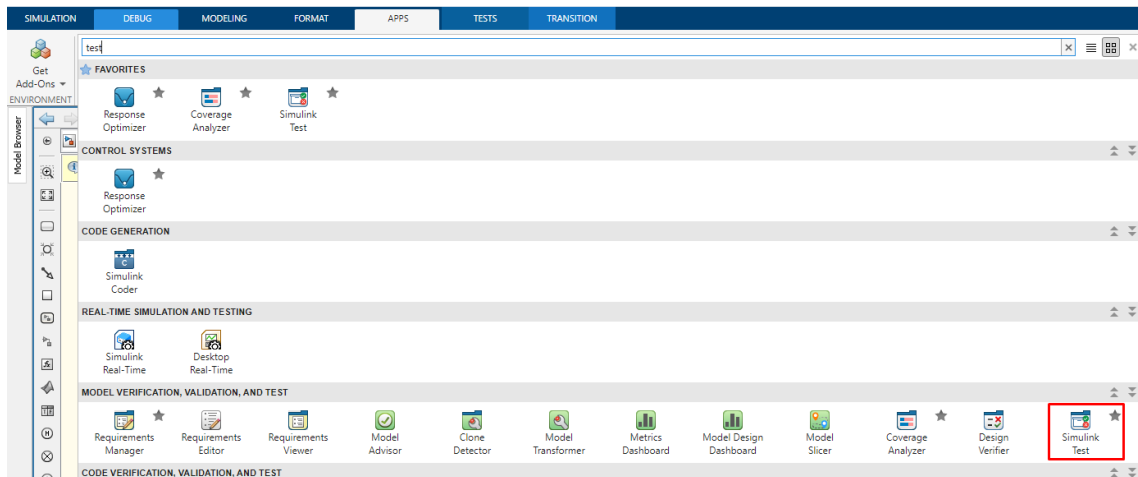 SIMULATION DEBUG MODELING FORMAT APPS TESTS TRANSITION
test
Get
Add-Ons
ENVIRONMENT
Model Browser
FAVORITES
Response
Optimizer
Coverage
Analyzer
Simulink
Test
CONTROL SYSTEMS
Response
Optimizer
CODE GENERATION
Simulink
Coder
REAL-TIME SIMULATION AND TESTING
Simulink
Real-Time
Desktop
Real-Time
MODEL VERIFICATION, VALIDATION, AND TEST
Requirements
Manager
Requirements
Editor
Requirements
Viewer
Model
Advisor
Clone
Detector
Model
Transformer
Metrics
Dashboard
Model Design
Dashboard
Model
Slicer
Coverage
Analyzer
Design
Verifier
Simulink
Test
CODE VERIFICATION, VALIDATION, AND TEST